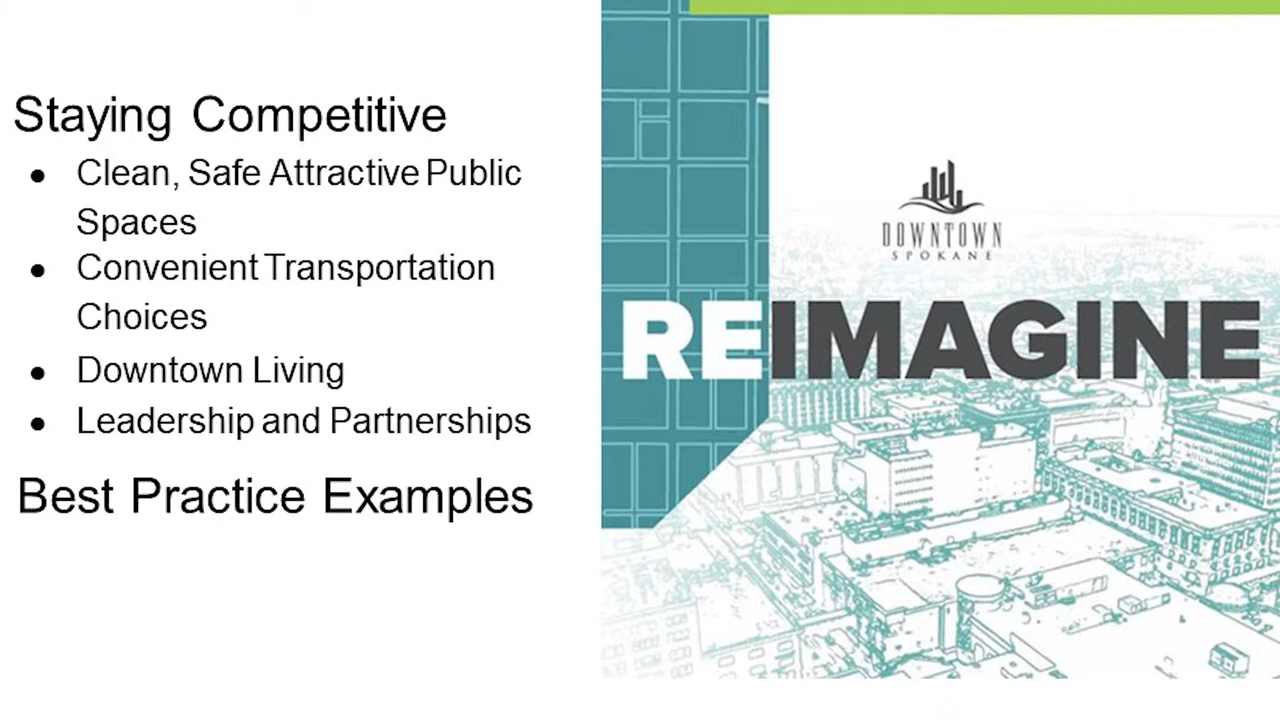 Staying Competitive
• Clean, Safe Attractive Public
Spaces
• Convenient Transportation
Choices
• Downtown Living
• Leadership and Partnerships
Best Practice Examples
DOWNTOWN
SPOKANE
REIMAGINE